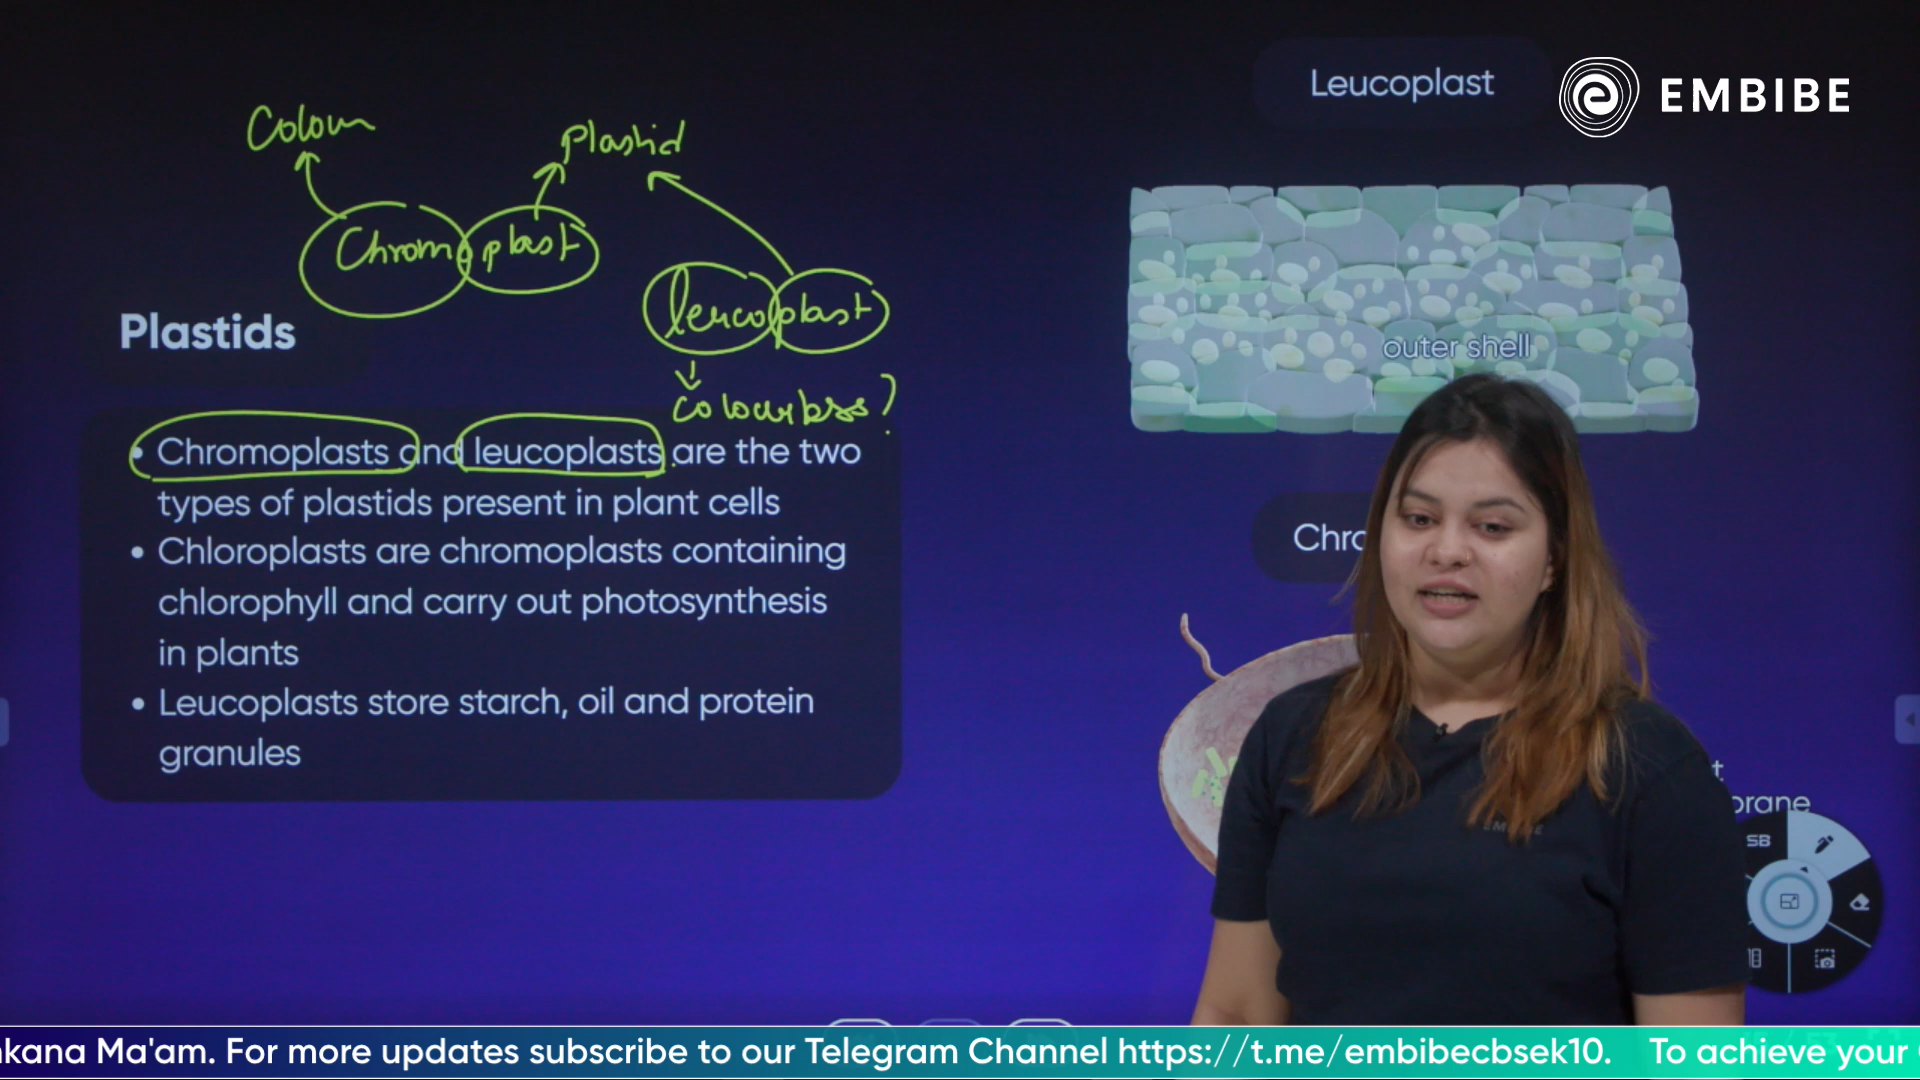 Leucoplast
EMBIBE
Colour
Plastid
Chromoplast
leucoplast
colourless?
Plastids
outer shell
• Chromoplasts and leucoplasts are the two
types of plastids present in plant cells
• Chloroplasts are chromoplasts containing
chlorophyll and carry out photosynthesis
in plants
• Leucoplasts store starch, oil and protein
granules
Chro
EMBIBE
t
brane
SB
kana Ma'am. For more updates subscribe to our Telegram Channel https://t.me/embibecbsek10. To achieve your